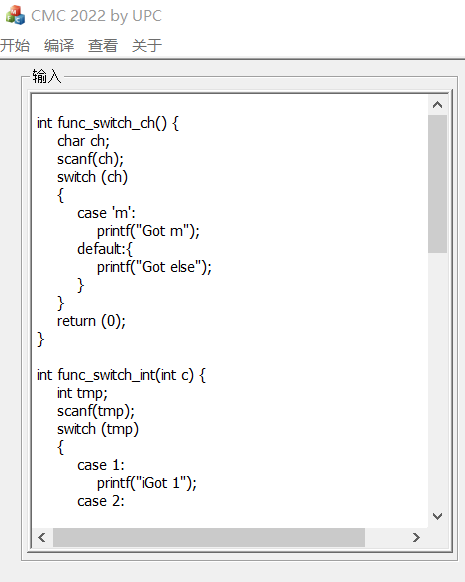 CMC 2022 by UPC
开始 编译 查看 关于
输入
int func_switch_ch() {
char ch;
scanf(ch);
switch (ch)
{
case 'm':
printf("Got m");
default:{
printf("Got else");
}
}
return (0);
}
int func_switch_int(int c) {
int tmp;
scanf(tmp);
switch (tmp)
{
case 1:
printf("iGot 1");
case 2: